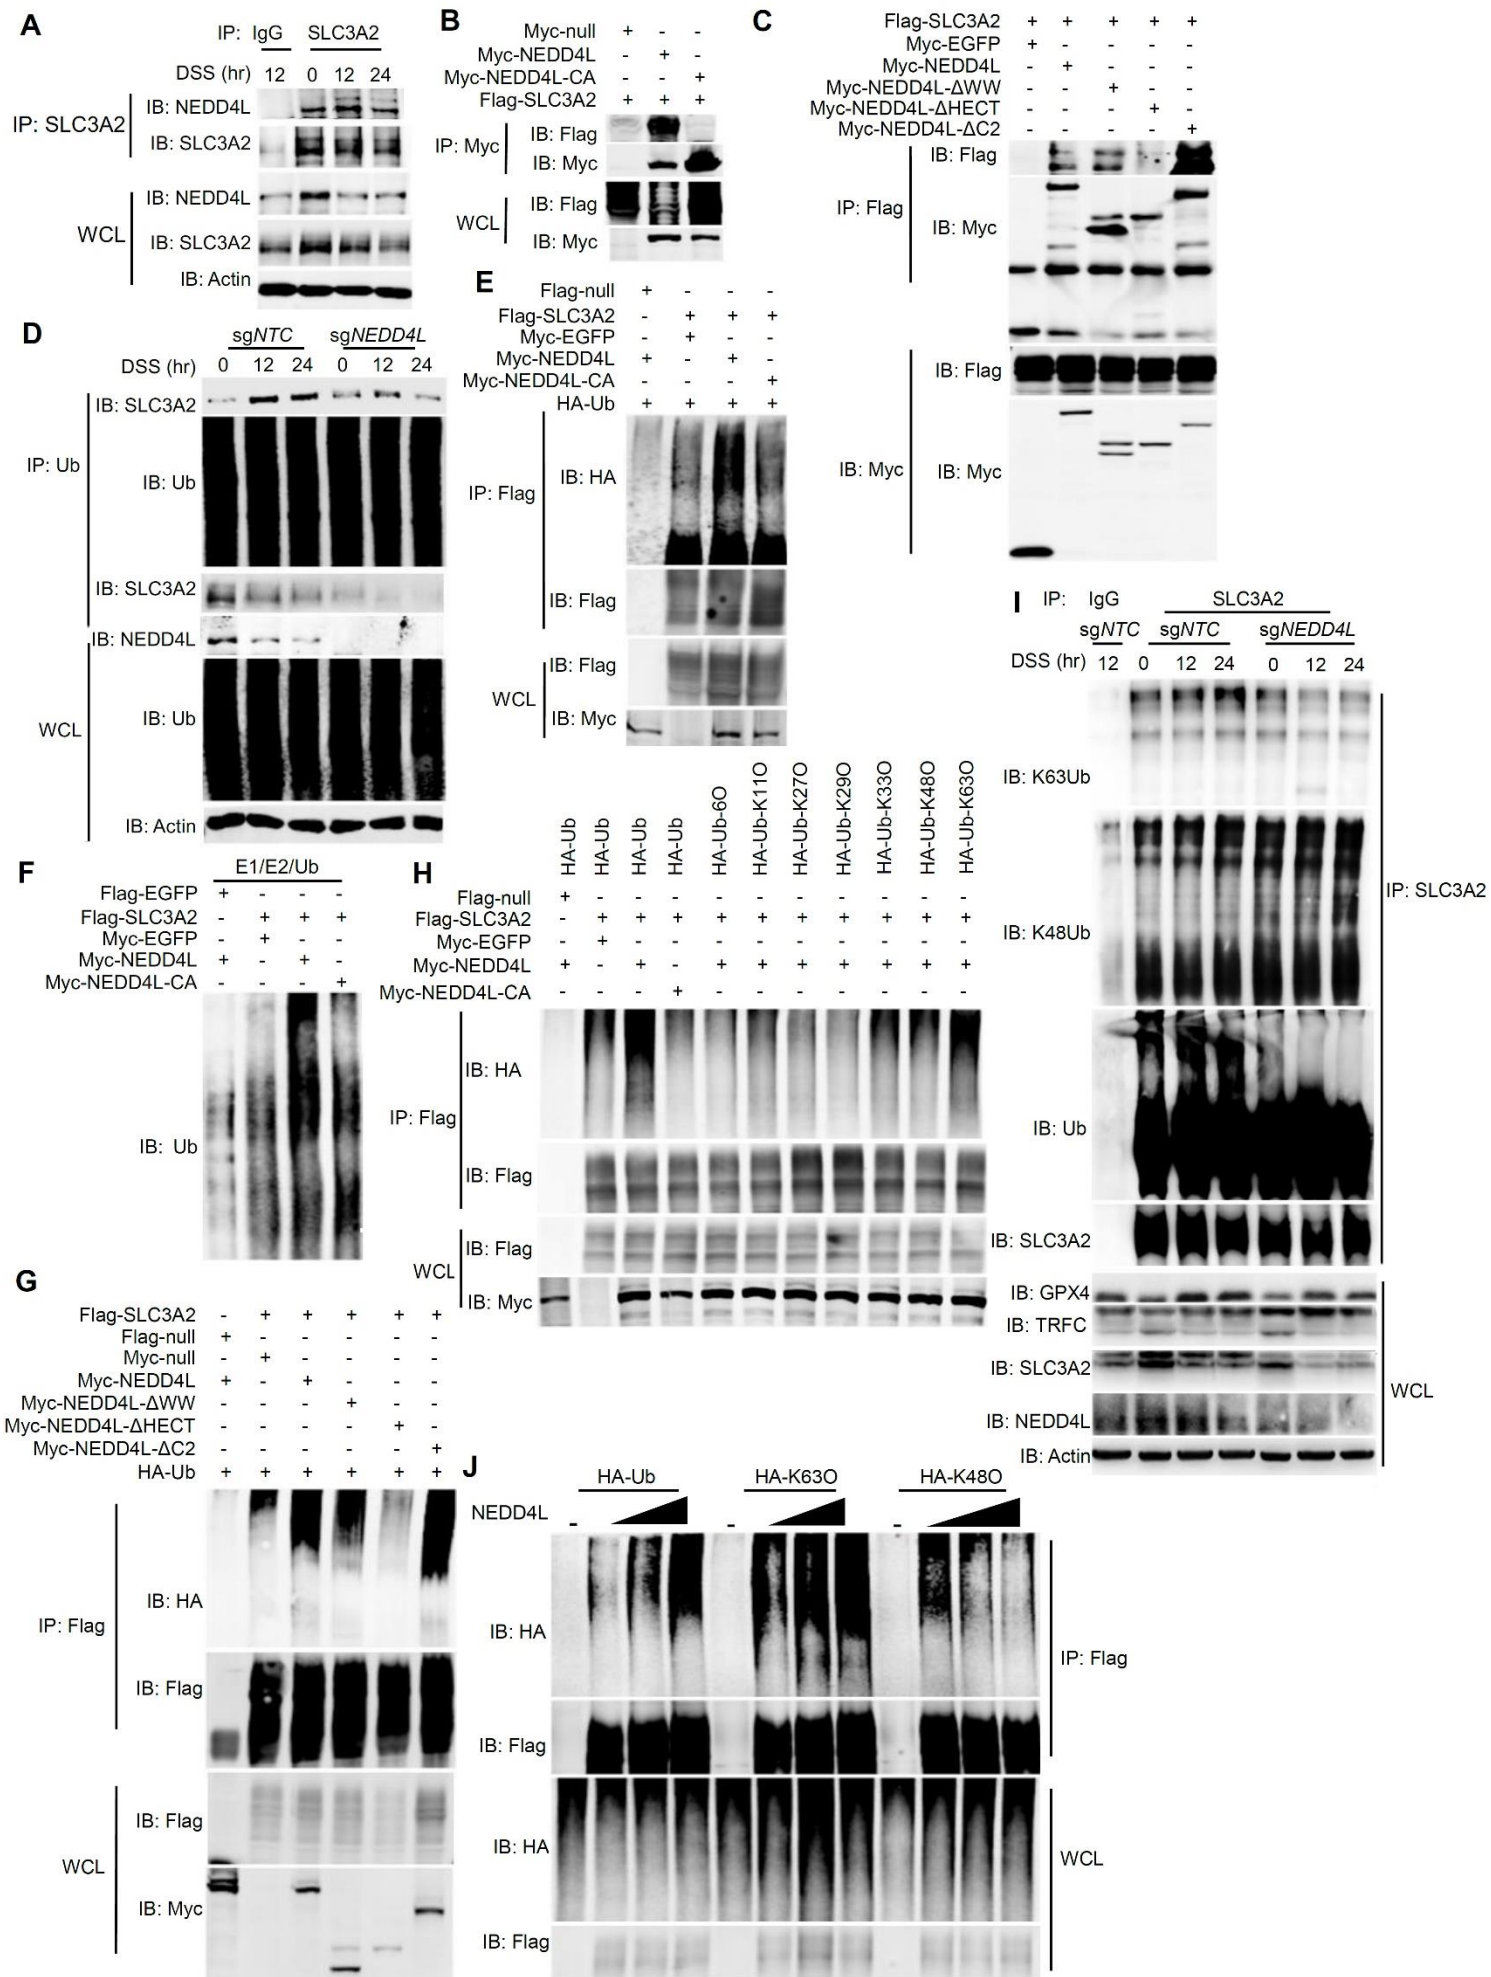 A
IP: IgG SLC3A2
DSS (hr) 12 0 12 24
IP: SLC3A2
IB: NEDD4L
IB: SLC3A2
WCL
IB: NEDD4L
IB: SLC3A2
IB: Actin
B
Myc-null + - -
Myc-NEDD4L - + -
Myc-NEDD4L-CA - - +
Flag-SLC3A2 + + +
IP: Myc
IB: Flag
IB: Myc
WCL
IB: Flag
IB: Myc
C
Flag-SLC3A2 + + + + +
Myc-EGFP + - - - -
Myc-NEDD4L - + - - -
Myc-NEDD4L-ΔWW - - + - -
Myc-NEDD4L-ΔHECT - - - + -
Myc-NEDD4L-ΔC2 - - - - +
IP: Flag
IB: Flag
IB: Myc
IB: Myc
IB: Flag
IB: Myc
D
sgNTC sgNEDD4L
DSS (hr) 0 12 24 0 12 24
IP: Ub
IB: SLC3A2
IB: Ub
IB: SLC3A2
IB: NEDD4L
WCL
IB: Ub
IB: Actin
E
Flag-null + - - -
Flag-SLC3A2 - + + +
Myc-EGFP - + - -
Myc-NEDD4L + - + -
Myc-NEDD4L-CA - - - +
HA-Ub + + + +
IP: Flag
IB: HA
IB: Flag
WCL
IB: Flag
IB: Myc
F
E1/E2/Ub
Flag-EGFP + - - -
Flag-SLC3A2 - + + +
Myc-EGFP - + - -
Myc-NEDD4L + - + -
Myc-NEDD4L-CA - - - +
IB: Ub
G
Flag-SLC3A2 - + + + + +
Flag-null + - - - - -
Myc-null - + - - - -
Myc-NEDD4L + - + - - -
Myc-NEDD4L-ΔWW - - - + - -
Myc-NEDD4L-ΔHECT - - - - + -
Myc-NEDD4L-ΔC2 - - - - - +
HA-Ub + + + + + +
IP: Flag
IB: HA
IB: Flag
WCL
IB: Flag
IB: Myc
H
HA-Ub HA-Ub HA-Ub HA-Ub HA-Ub-6O HA-Ub-K11O HA-Ub-K27O HA-Ub-K29O HA-Ub-K33O HA-Ub-K48O HA-Ub-K63O
Flag-null + - - - - - - - - - -
Flag-SLC3A2 - + + + + + + + + + +
Myc-EGFP - + - - - - - - - - -
Myc-NEDD4L + - + - + + + + + + +
Myc-NEDD4L-CA - - - + - - - - - - -
IP: Flag
IB: HA
IB: Flag
WCL
IB: Flag
IB: Myc
I
IP: IgG SLC3A2
sgNTC sgNTC sgNEDD4L
DSS (hr) 12 0 12 24 0 12 24
IB: K63Ub
IB: K48Ub
IP: SLC3A2
IB: Ub
IB: SLC3A2
IB: GPX4
IB: TRFC
IB: SLC3A2
WCL
IB: NEDD4L
IB: Actin
J
HA-Ub HA-K63O HA-K48O
NEDD4L - - -
IB: HA
IP: Flag
IB: Flag
IB: HA
WCL
IB: Flag